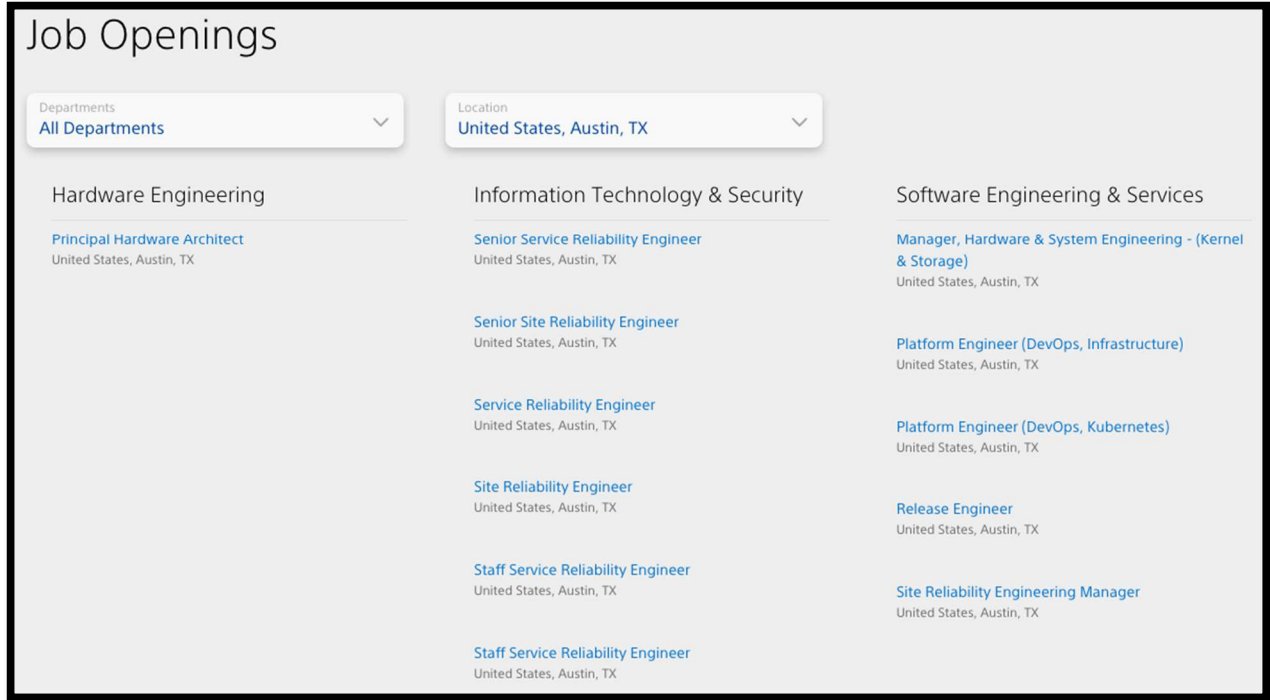 Job Openings
Departments
All Departments
Location
United States, Austin, TX
Hardware Engineering
Principal Hardware Architect
United States, Austin, TX
Information Technology & Security
Senior Service Reliability Engineer
United States, Austin, TX
Senior Site Reliability Engineer
United States, Austin, TX
Service Reliability Engineer
United States, Austin, TX
Site Reliability Engineer
United States, Austin, TX
Staff Service Reliability Engineer
United States, Austin, TX
Staff Service Reliability Engineer
United States, Austin, TX
Software Engineering & Services
Manager, Hardware & System Engineering - (Kernel
& Storage)
United States, Austin, TX
Platform Engineer (DevOps, Infrastructure)
United States, Austin, TX
Platform Engineer (DevOps, Kubernetes)
United States, Austin, TX
Release Engineer
United States, Austin, TX
Site Reliability Engineering Manager
United States, Austin, TX